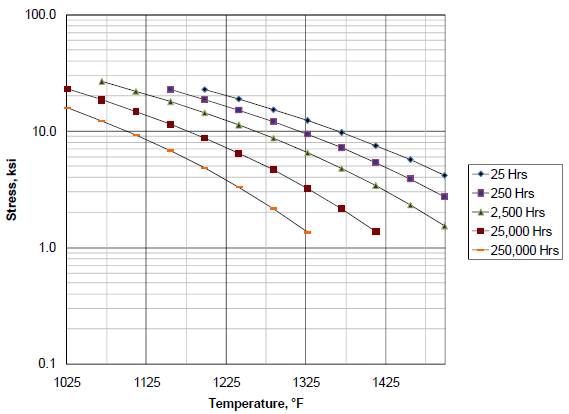 100.0
10.0
1.0
0.1
Stress, ksi
1025 1125 1225 1325 1425
Temperature, °F
25 Hrs
250 Hrs
2,500 Hrs
25,000 Hrs
250,000 Hrs